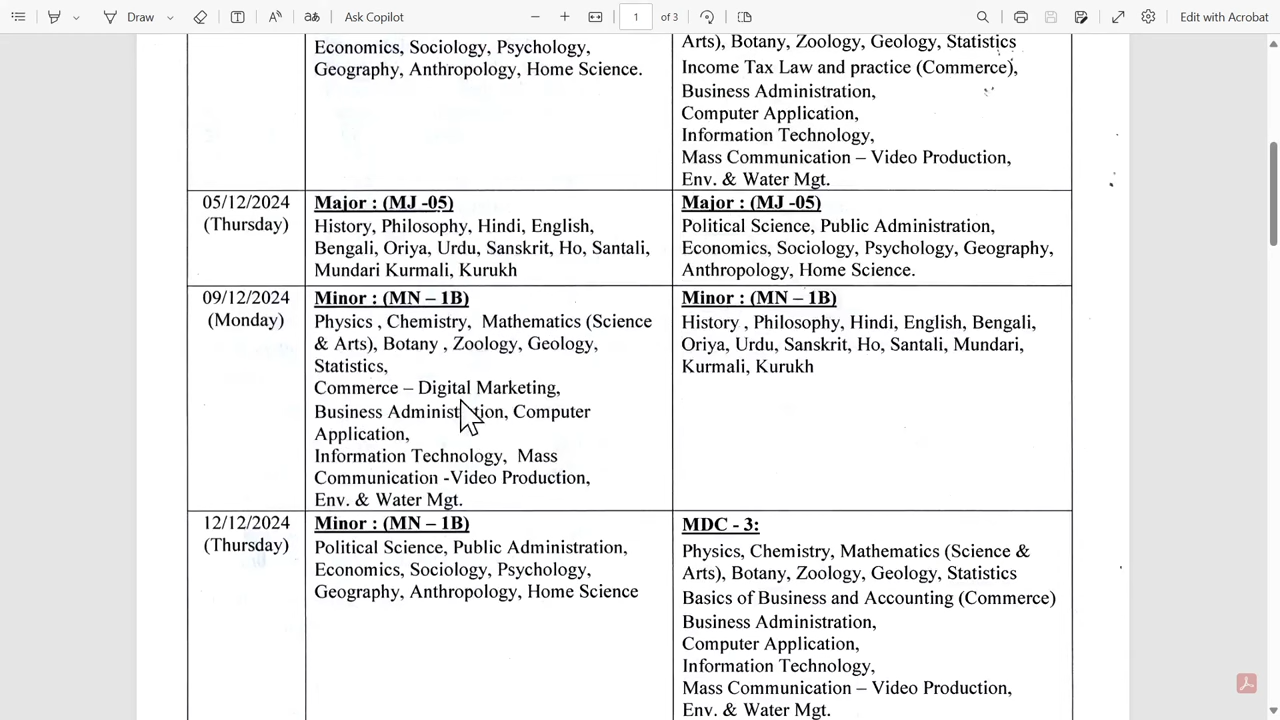 Draw
Ask Copilot
1
of 3
Edit with Acrobat
Economics, Sociology, Psychology,
Geography, Anthropology, Home Science.
Arts), Botany, Zoology, Geology, Statistics
Income Tax Law and practice (Commerce),
Business Administration,
Computer Application,
Information Technology,
Mass Communication – Video Production,
Env. & Water Mgt.
05/12/2024
(Thursday)
Major : (MJ -05)
History, Philosophy, Hindi, English,
Bengali, Oriya, Urdu, Sanskrit, Ho, Santali,
Mundari Kurmali, Kurukh
Major : (MJ -05)
Political Science, Public Administration,
Economics, Sociology, Psychology, Geography,
Anthropology, Home Science.
09/12/2024
(Monday)
Minor : (MN – 1B)
Physics , Chemistry, Mathematics (Science
& Arts), Botany , Zoology, Geology,
Statistics,
Commerce – Digital Marketing,
Business Administration, Computer
Application,
Information Technology, Mass
Communication -Video Production,
Env. & Water Mgt.
Minor : (MN – 1B)
History , Philosophy, Hindi, English, Bengali,
Oriya, Urdu, Sanskrit, Ho, Santali, Mundari,
Kurmali, Kurukh
12/12/2024
(Thursday)
Minor : (MN – 1B)
Political Science, Public Administration,
Economics, Sociology, Psychology,
Geography, Anthropology, Home Science
MDC - 3:
Physics, Chemistry, Mathematics (Science &
Arts), Botany, Zoology, Geology, Statistics
Basics of Business and Accounting (Commerce)
Business Administration,
Computer Application,
Information Technology,
Mass Communication – Video Production,
Env. & Water Mgt.